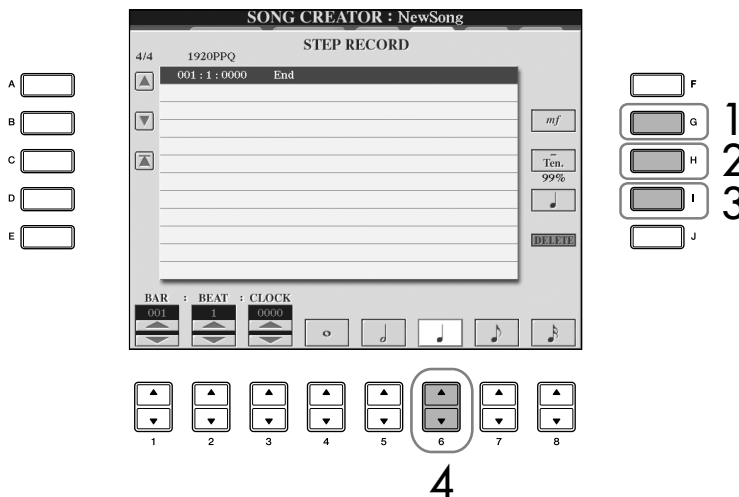 SONG CREATOR : NewSong
STEP RECORD
4/4 1920PPQ
001 : 1 : 0000 End
A
B
C
D
E
mf
Ten.
99%
DELETE
F
G 1
H 2
I 3
J
BAR : BEAT : CLOCK
001 1 0000
1 2 3 4 5 6 7 8
4